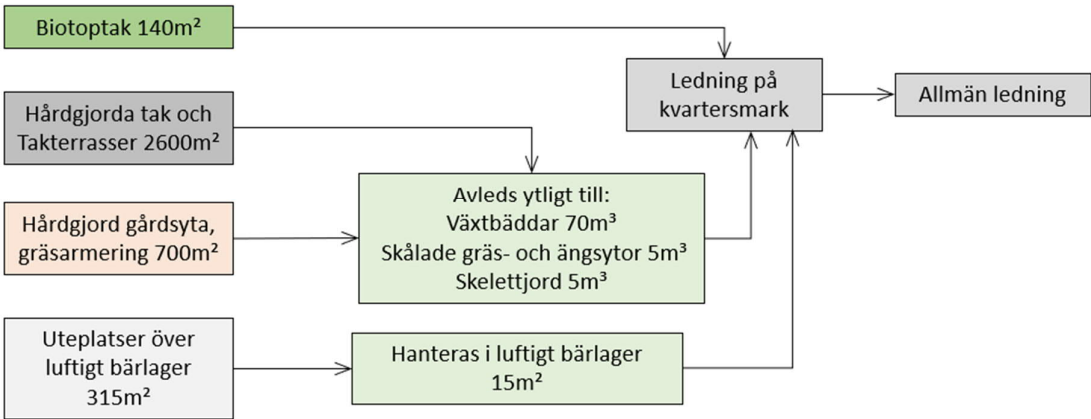 Biotoptak 140m²
Hårdgjorda tak och
Takterrasser 2600m²
Hårdgjord gårdsyta,
gräsarmering 700m²
Uteplatser över
luftigt bärlager
315m²
Avleds ytligt till:
Växtbäddar 70m³
Skålade gräs- och ängsytor 5m³
Skelettjord 5m³
Hanteras i luftigt bärlager
15m²
Ledning på
kvartersmark
Allmän ledning